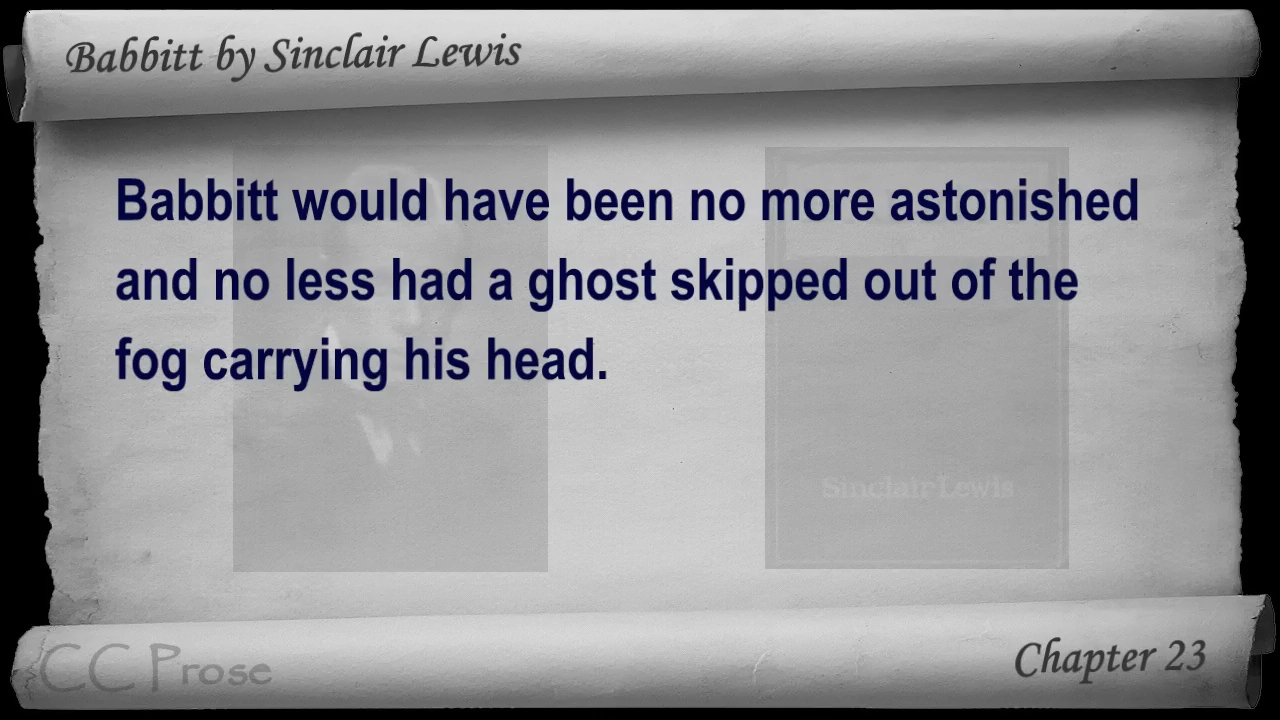 Babbitt by Sinclair Lewis
Babbitt would have been no more astonished
and no less had a ghost skipped out of the
fog carrying his head.
Sinclair Lewis
CC Prose
Chapter 23